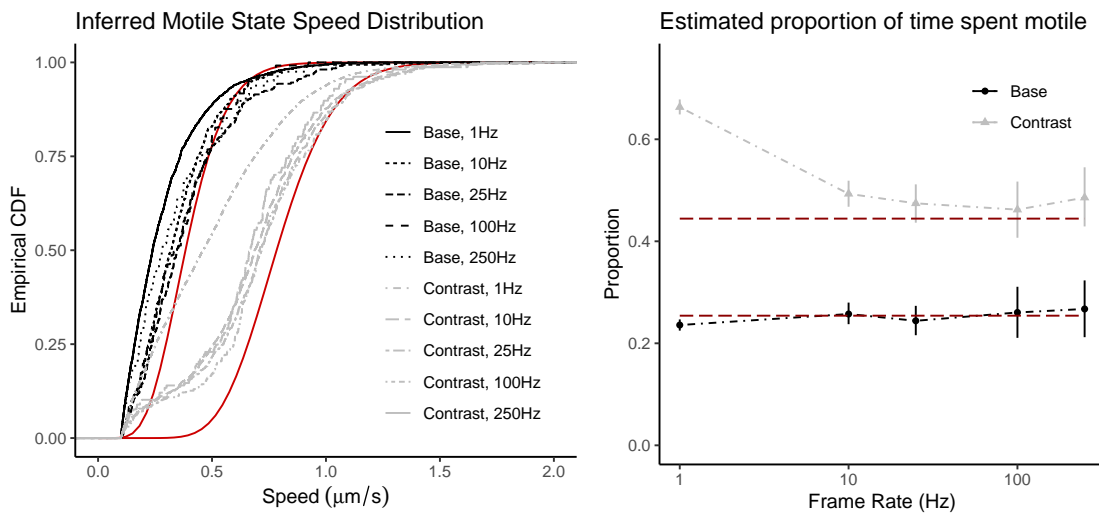 Inferred Motile State Speed Distribution
1.00
0.75
0.50
0.25
0.00
Empirical CDF
0.0
0.5
1.0
1.5
2.0
Speed (μm/s)
Base, 1Hz
Base, 10Hz
Base, 25Hz
Base, 100Hz
Base, 250Hz
Contrast, 1Hz
Contrast, 10Hz
Contrast, 25Hz
Contrast, 100Hz
Contrast, 250Hz
Estimated proportion of time spent motile
Base
Contrast
0.6
0.4
0.2
0.0
Proportion
1
10
100
Frame Rate (Hz)